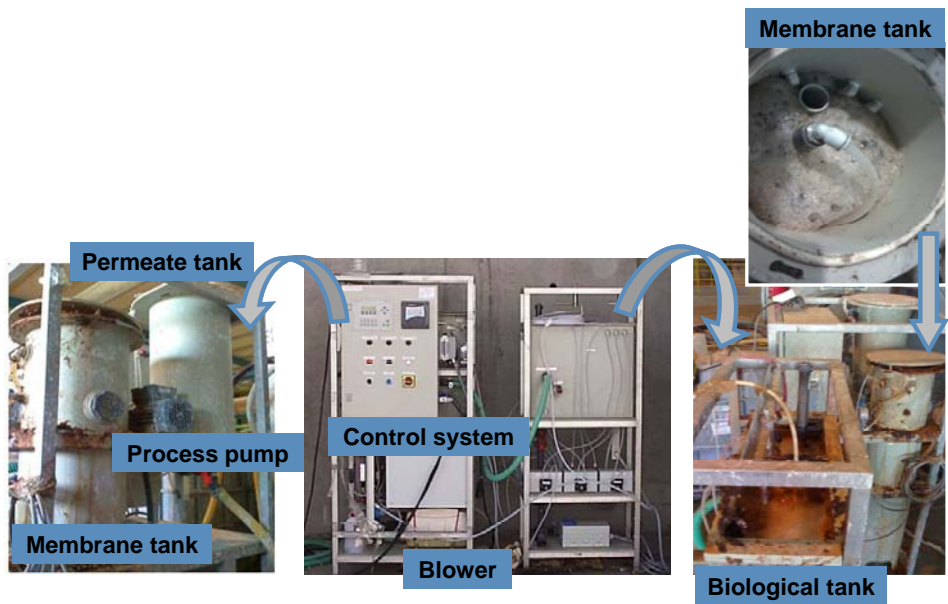 Membrane tank
Permeate tank
Process pump
Control system
Membrane tank
Blower
Biological tank